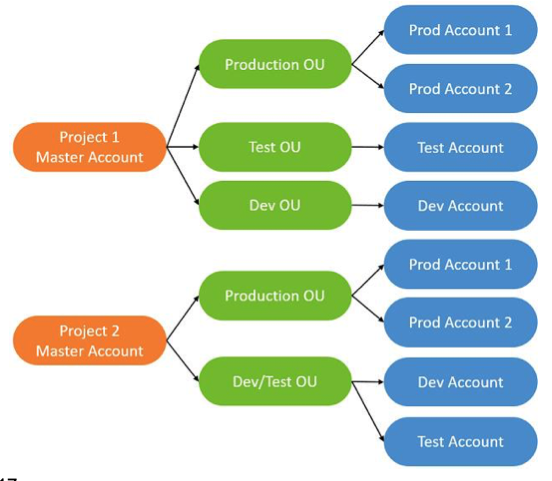 Prod Account 1
Production OU
Prod Account 2
Project 1
Master Account
Test OU
Test Account
Dev OU
Dev Account
Prod Account 1
Production OU
Prod Account 2
Project 2
Master Account
Dev/Test OU
Dev Account
Test Account